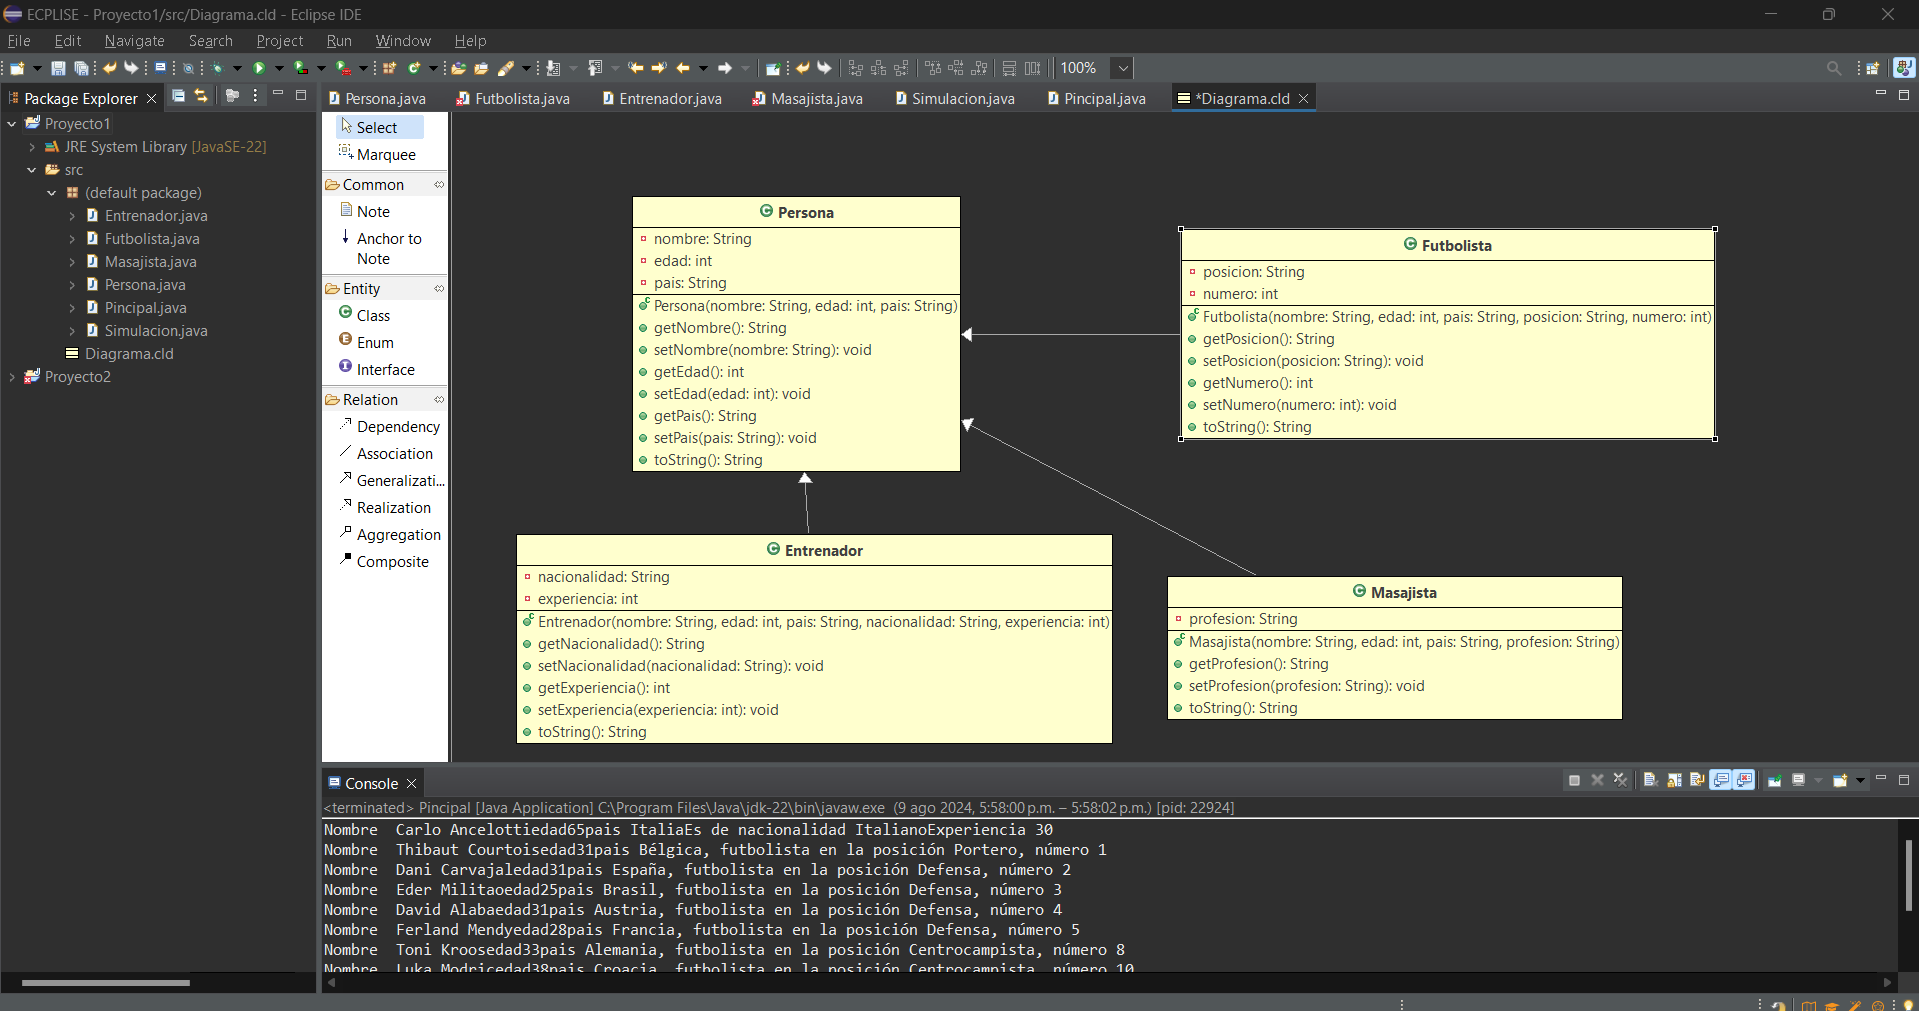 ECPLISE - Proyecto1/src/Diagrama.cld - Eclipse IDE
File Edit Navigate Search Project Run Window Help
100%
Package Explorer
Proyecto1
JRE System Library [JavaSE-22]
src
(default package)
Entrenador.java
Futbolista.java
Masajista.java
Persona.java
Pincipal.java
Simulacion.java
Diagrama.cld
Proyecto2
Persona.java Futbolista.java Entrenador.java Masajista.java Simulacion.java Pincipal.java *Diagrama.cld
Select
Marquee
Common
Note
Anchor to
Note
Entity
Class
Enum
Interface
Relation
Dependency
Association
Generalizati...
Realization
Aggregation
Composite
Persona
nombre: String
edad: int
pais: String
Persona(nombre: String, edad: int, pais: String)
getNombre(): String
setNombre(nombre: String): void
getEdad(): int
setEdad(edad: int): void
getPais(): String
setPais(pais: String): void
toString(): String
Futbolista
posicion: String
numero: int
Futbolista(nombre: String, edad: int, pais: String, posicion: String, numero: int)
getPosicion(): String
setPosicion(posicion: String): void
getNumero(): int
setNumero(numero: int): void
toString(): String
Entrenador
nacionalidad: String
experiencia: int
Entrenador(nombre: String, edad: int, pais: String, nacionalidad: String, experiencia: int)
getNacionalidad(): String
setNacionalidad(nacionalidad: String): void
getExperiencia(): int
setExperiencia(experiencia: int): void
toString(): String
Masajista
profesion: String
Masajista(nombre: String, edad: int, pais: String, profesion: String)
getProfesion(): String
setProfesion(profesion: String): void
toString(): String
Console
<terminated> Pincipal [Java Application] C:\Program Files\Java\jdk-22\bin\javaw.exe (9 ago 2024, 5:58:00 p.m. – 5:58:02 p.m.) [pid: 22924]
Nombre  Carlo Ancelottiedad65pais ItaliaEs de nacionalidad ItalianoExperiencia 30
Nombre  Thibaut Courtoisedad31pais Bélgica, futbolista en la posición Portero, número 1
Nombre  Dani Carvajaledad31pais España, futbolista en la posición Defensa, número 2
Nombre  Eder Militaoedad25pais Brasil, futbolista en la posición Defensa, número 3
Nombre  David Alabaedad31pais Austria, futbolista en la posición Defensa, número 4
Nombre  Ferland Mendyedad28pais Francia, futbolista en la posición Defensa, número 5
Nombre  Toni Kroosedad33pais Alemania, futbolista en la posición Centrocampista, número 8
Nombre  Luka Modricedad38pais Croacia, futbolista en la posición Centrocampista, número 10